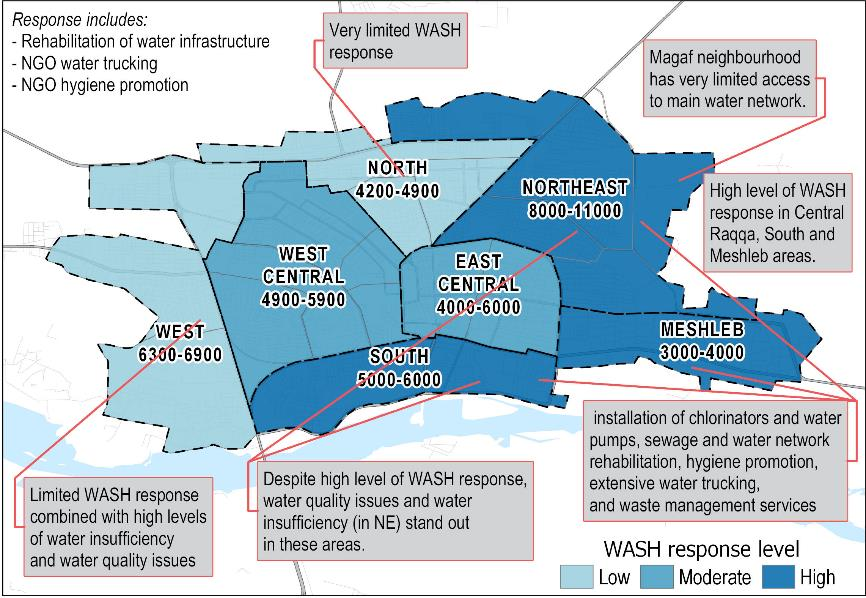 Response includes:
- Rehabilitation of water infrastructure
- NGO water trucking
- NGO hygiene promotion
Very limited WASH
response
Magaf neighbourhood
has very limited access
to main water network.
NORTH
4200-4900
NORTHEAST
8000-11000
High level of WASH
response in Central
Raqqa, South and
Meshleb areas.
WEST
CENTRAL
4900-5900
EAST
CENTRAL
4000-6000
WEST
6300-6900
SOUTH
5000-6000
MESHLEB
3000-4000
installation of chlorinators and water
pumps, sewage and water network
rehabilitation, hygiene promotion,
extensive water trucking,
and waste management services
Limited WASH response
combined with high levels
of water insufficiency
and water quality issues
Despite high level of WASH response,
water quality issues and water
insufficiency (in NE) stand out
in these areas.
WASH response level
Low
Moderate
High